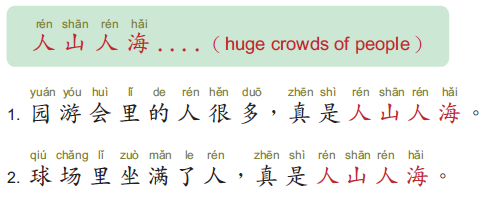 rén shān rén hǎi
人山人海....（huge crowds of people）
yuán yóu huì lǐ de rén hěn duō zhēn shì rén shān rén hǎi
1. 园游会里的人很多，真是人山人海。
qiú chǎng lǐ zuò mǎn le rén zhēn shì rén shān rén hǎi
2. 球场里坐满了人，真是人山人海。